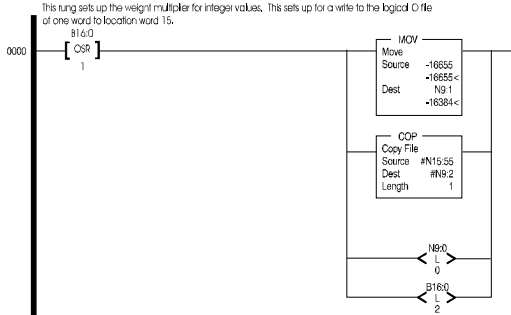 This rung sets up the weight multiplier for integer values, This sets up for a write to the logical O file
of one word to location word 15.
B16:0
0000
OSR
1
MOV
Move
Source -16655
-16655<
Dest N9:1
-16384<
COP
Copy File
Source #N15:55
Dest #N9:2
Length 1
N9:0
L
0
B16:0
L
2